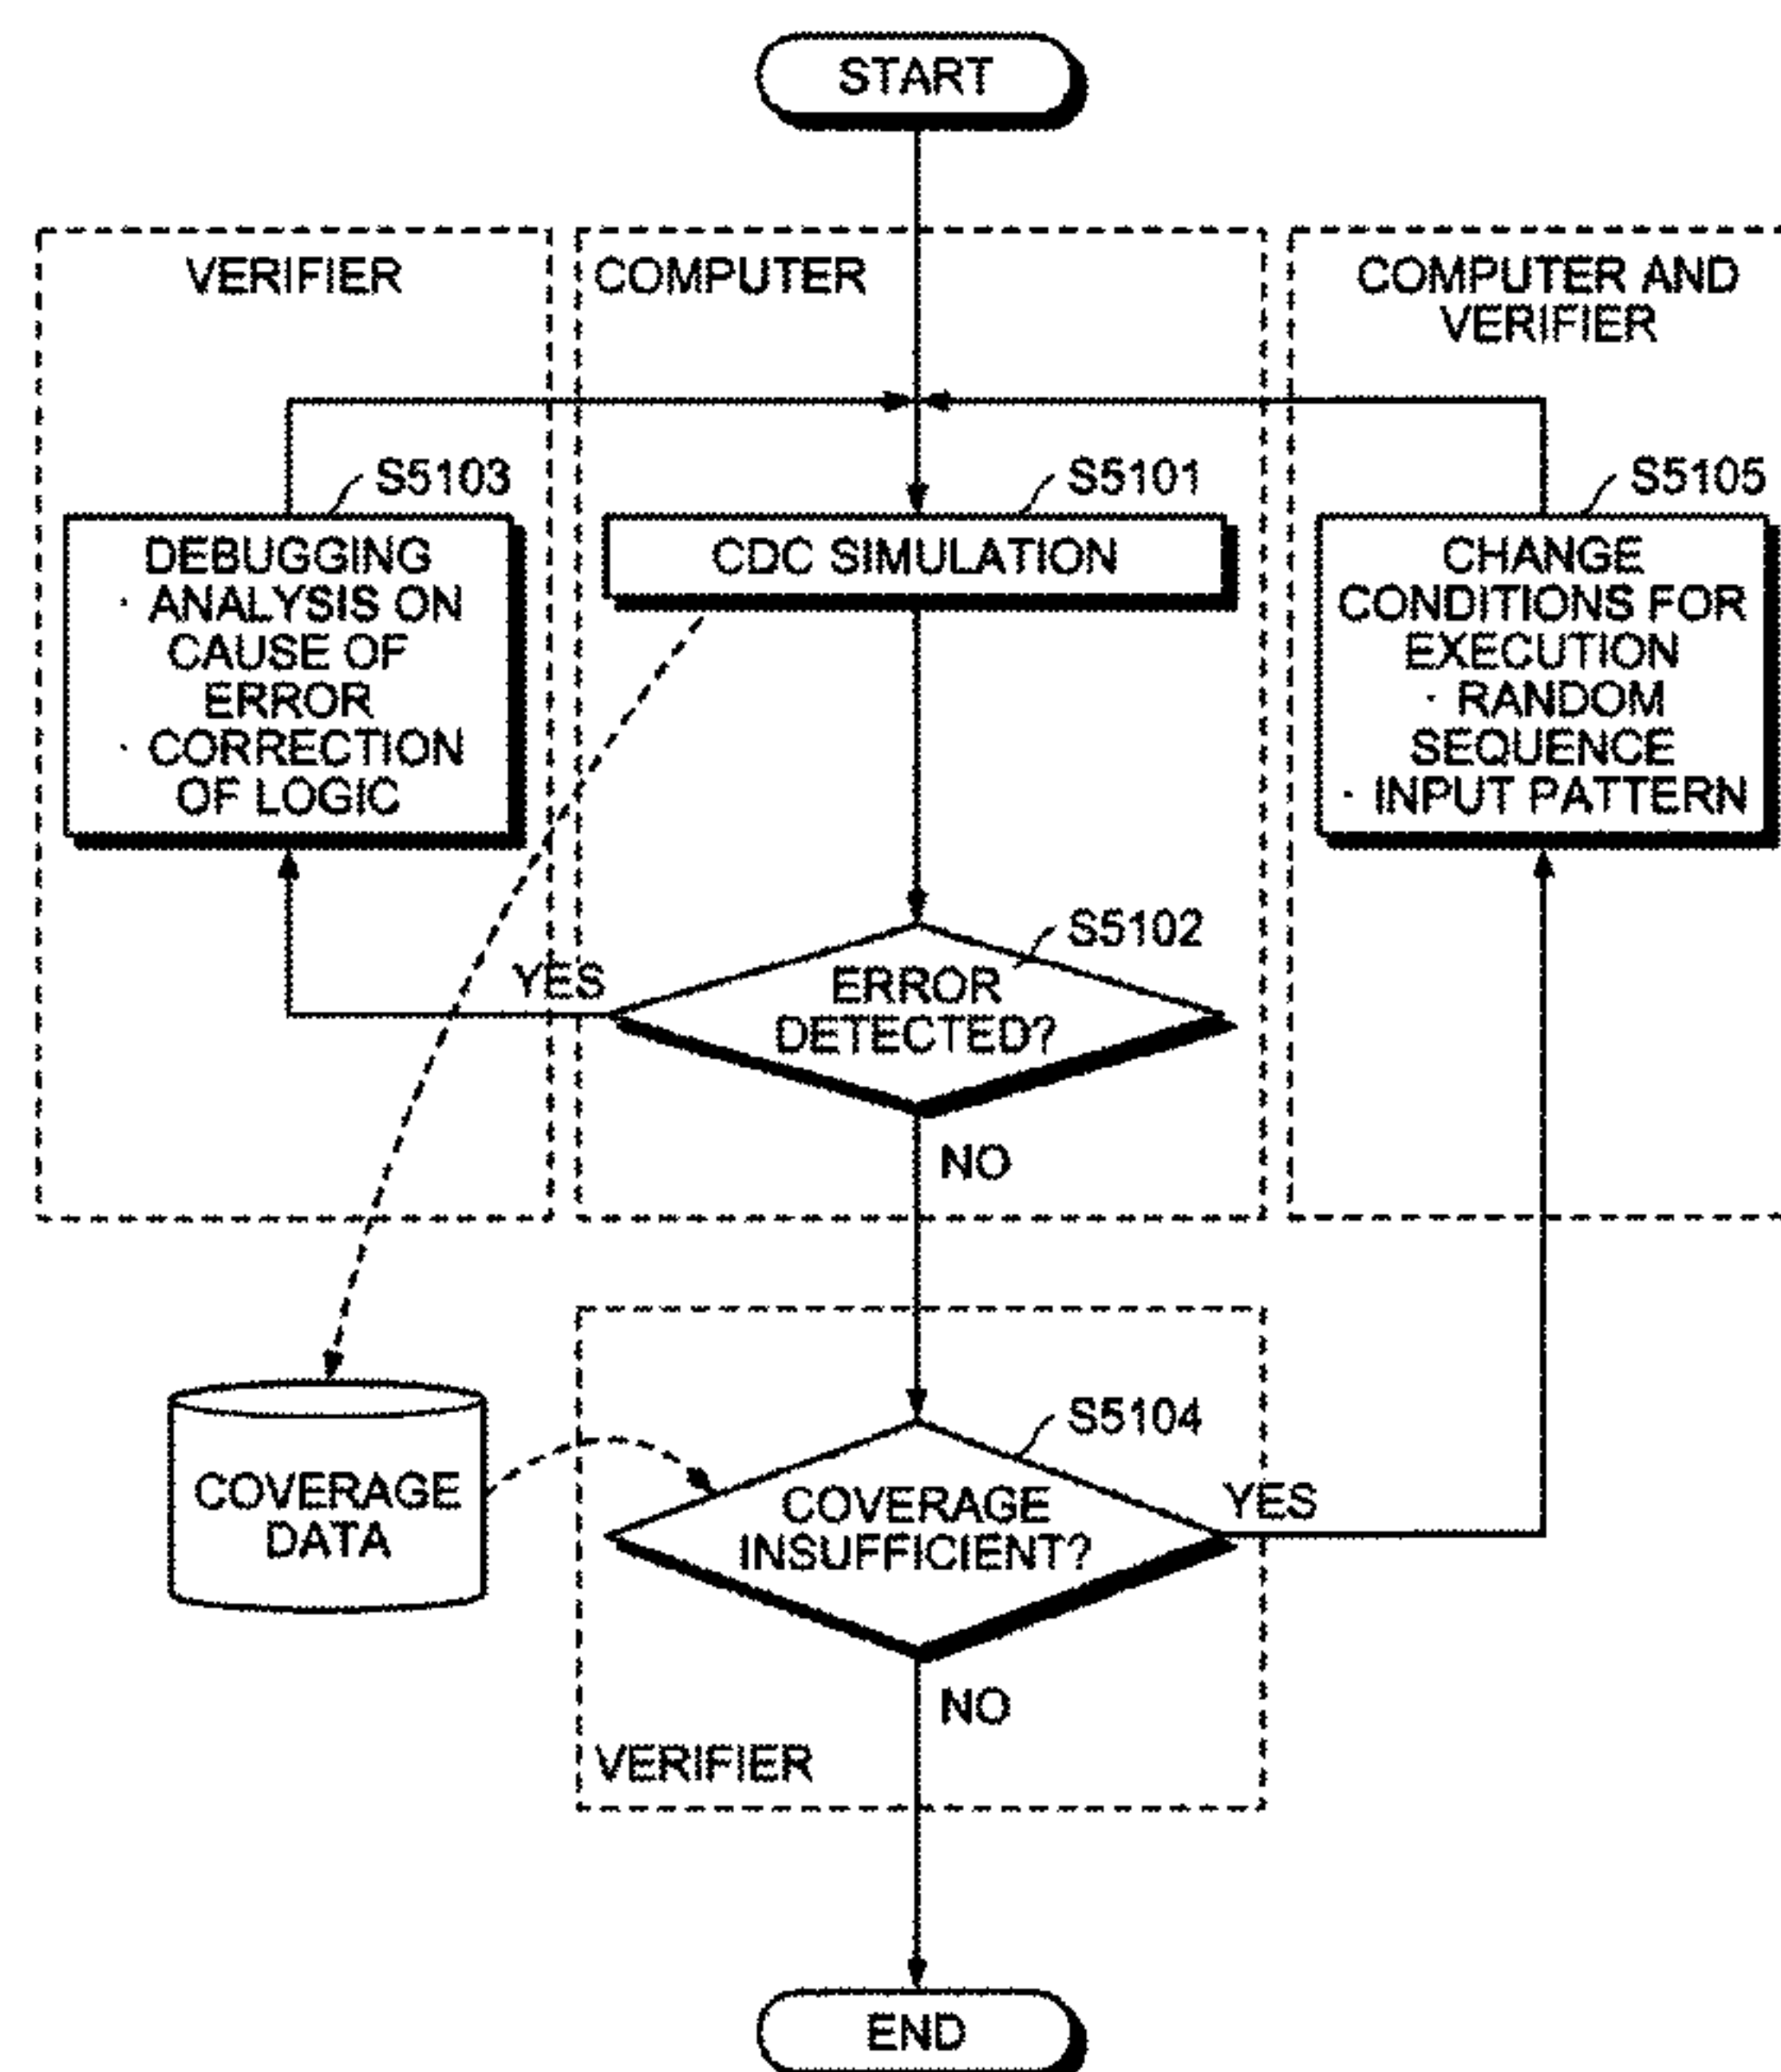 START
VERIFIER
COMPUTER
COMPUTER AND
VERIFIER
S5103
S5101
S5105
DEBUGGING
· ANALYSIS ON
CAUSE OF
ERROR
· CORRECTION
OF LOGIC
CDC SIMULATION
CHANGE
CONDITIONS FOR
EXECUTION
· RANDOM
SEQUENCE
· INPUT PATTERN
S5102
YES
ERROR
DETECTED?
NO
S5104
COVERAGE
DATA
COVERAGE
INSUFFICIENT?
YES
NO
VERIFIER
END